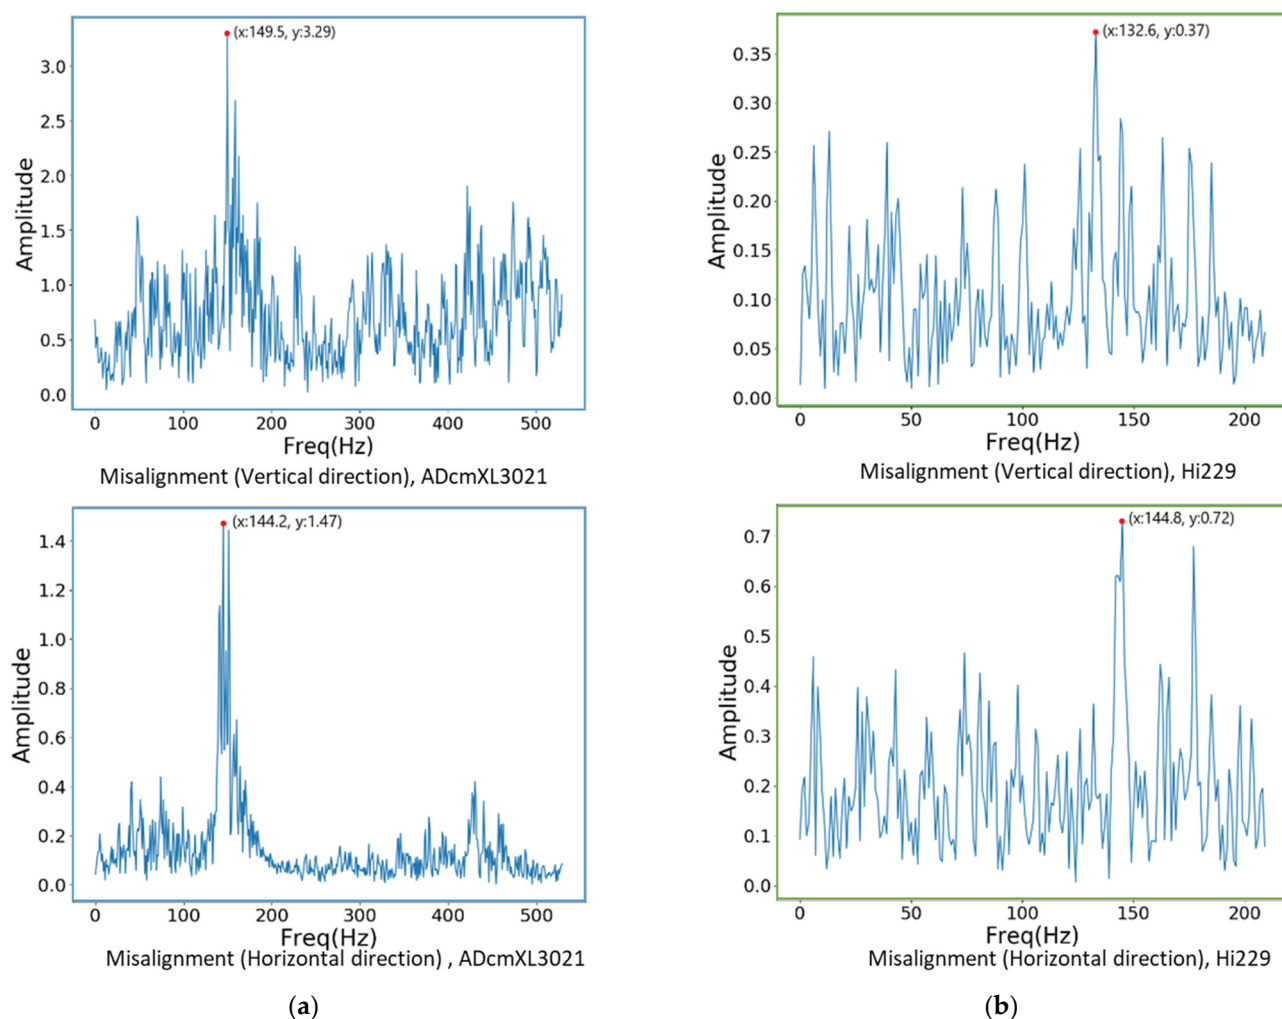 (x:149.5, y:3.29)
3.0
2.5
2.0
1.5
1.0
0.5
0.0
Amplitude
0 100 200 300 400 500
Freq(Hz)
Misalignment (Vertical direction), ADcmXL3021
(x:132.6, y:0.37)
0.35
0.30
0.25
0.20
0.15
0.10
0.05
0.00
Amplitude
0 50 100 150 200
Freq(Hz)
Misalignment (Vertical direction), Hi229
(x:144.2, y:1.47)
1.4
1.2
1.0
0.8
0.6
0.4
0.2
0.0
Amplitude
0 100 200 300 400 500
Freq(Hz)
Misalignment (Horizontal direction) , ADcmXL3021
(x:144.8, y:0.72)
0.7
0.6
0.5
0.4
0.3
0.2
0.1
0.0
Amplitude
0 50 100 150 200
Freq(Hz)
Misalignment (Horizontal direction), Hi229
(a)
(b)